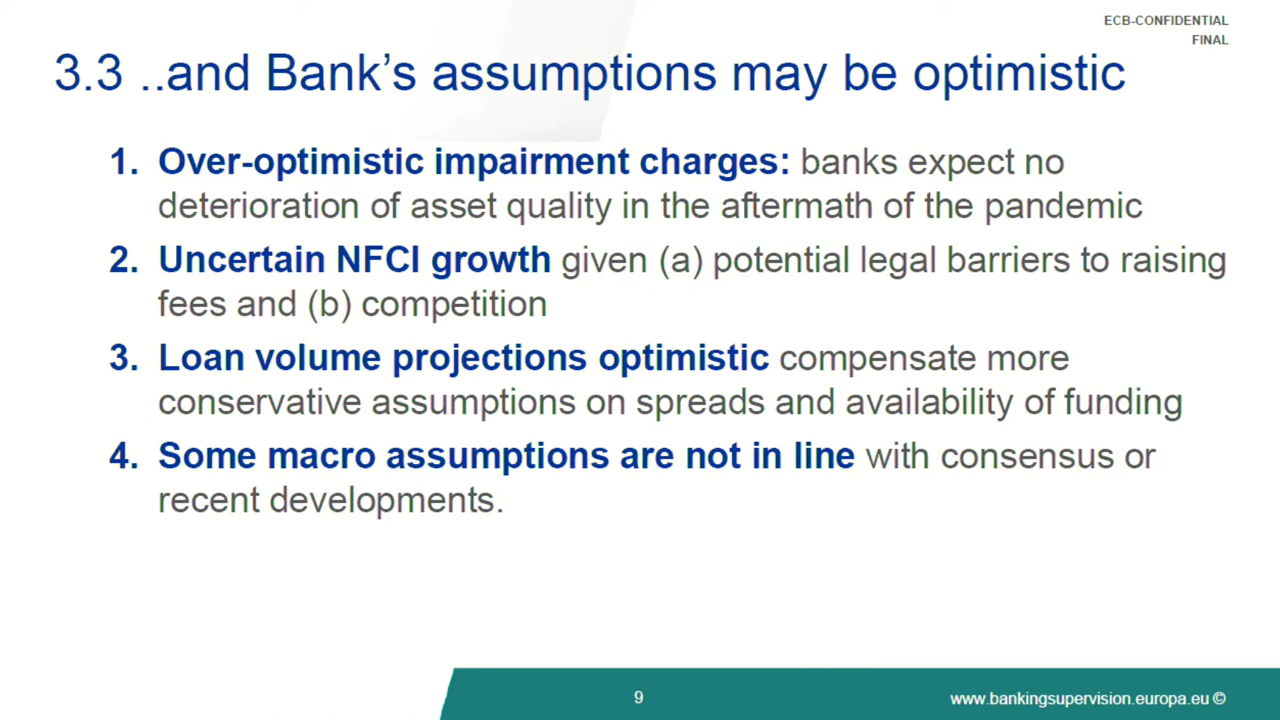 ECB-CONFIDENTIAL
FINAL
3.3 ..and Bank's assumptions may be optimistic
1. Over-optimistic impairment charges: banks expect no
deterioration of asset quality in the aftermath of the pandemic
2. Uncertain NFCI growth given (a) potential legal barriers to raising
fees and (b) competition
3. Loan volume projections optimistic compensate more
conservative assumptions on spreads and availability of funding
4. Some macro assumptions are not in line with consensus or
recent developments.
9
www.bankingsupervision.europa.eu ©